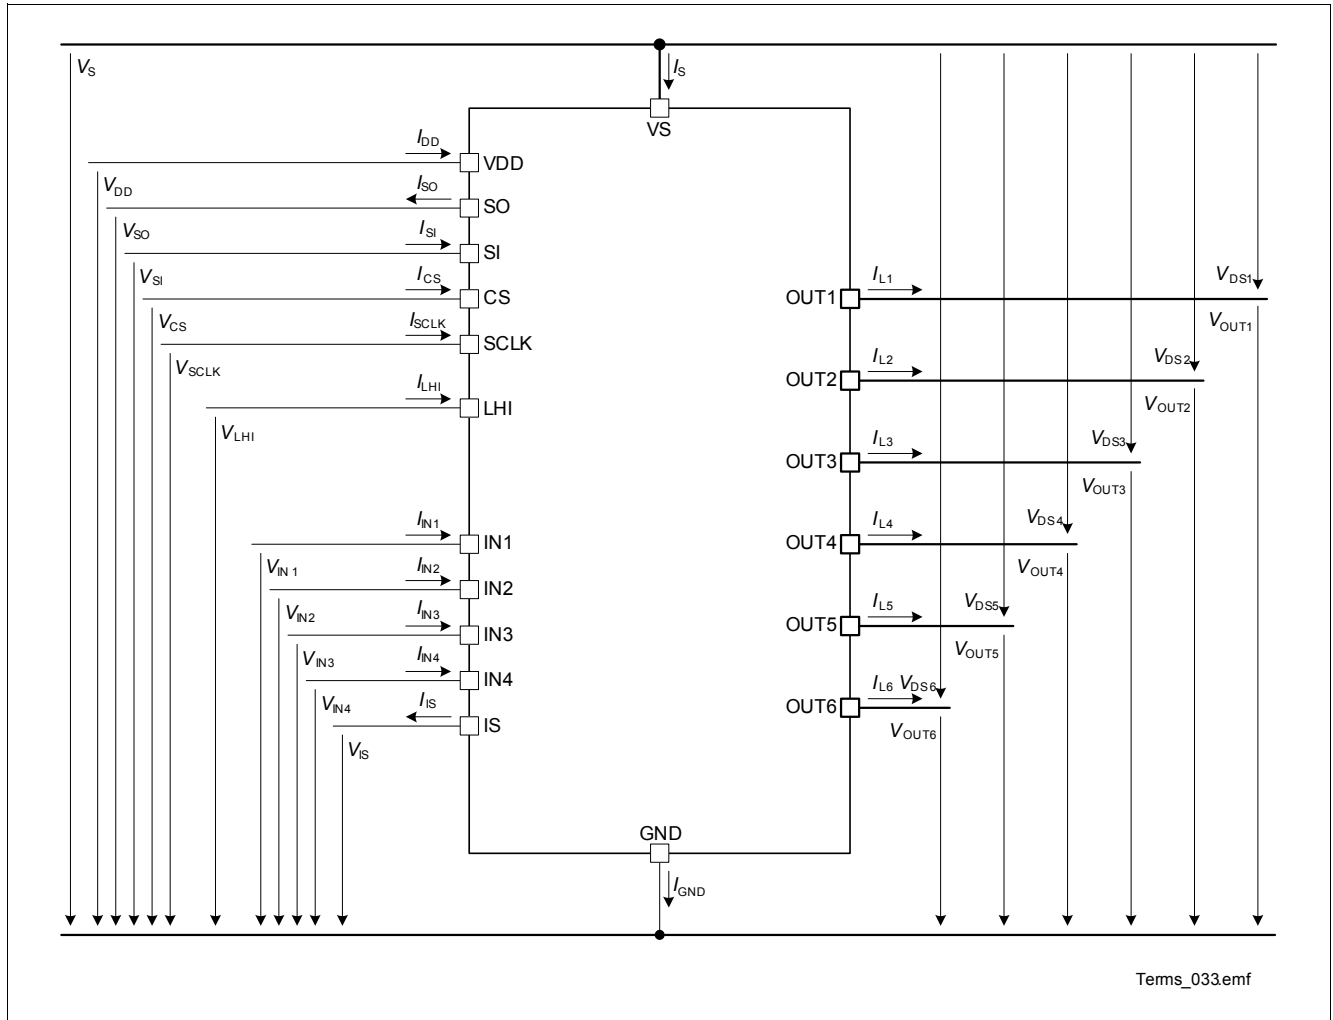 VS
IS
VS
IDD
VDD
VDD
ISO
SO
VSO
ISI
SI
VSI
ICS
CS
VCS
ISCLK
SCLK
VSCLK
ILHI
LHI
VLHI
IIN1
IN1
VIN1
IIN2
IN2
VIN2
IIN3
IN3
VIN3
IIN4
IN4
VIN4
IIS
IS
VIS
OUT1
IL1
VDS1
VOUT1
OUT2
IL2
VDS2
VOUT2
OUT3
IL3
VDS3
VOUT3
OUT4
IL4
VDS4
VOUT4
OUT5
IL5
VDS5
VOUT5
OUT6
IL6
VDS6
VOUT6
GND
IGND
Terms_033.emf